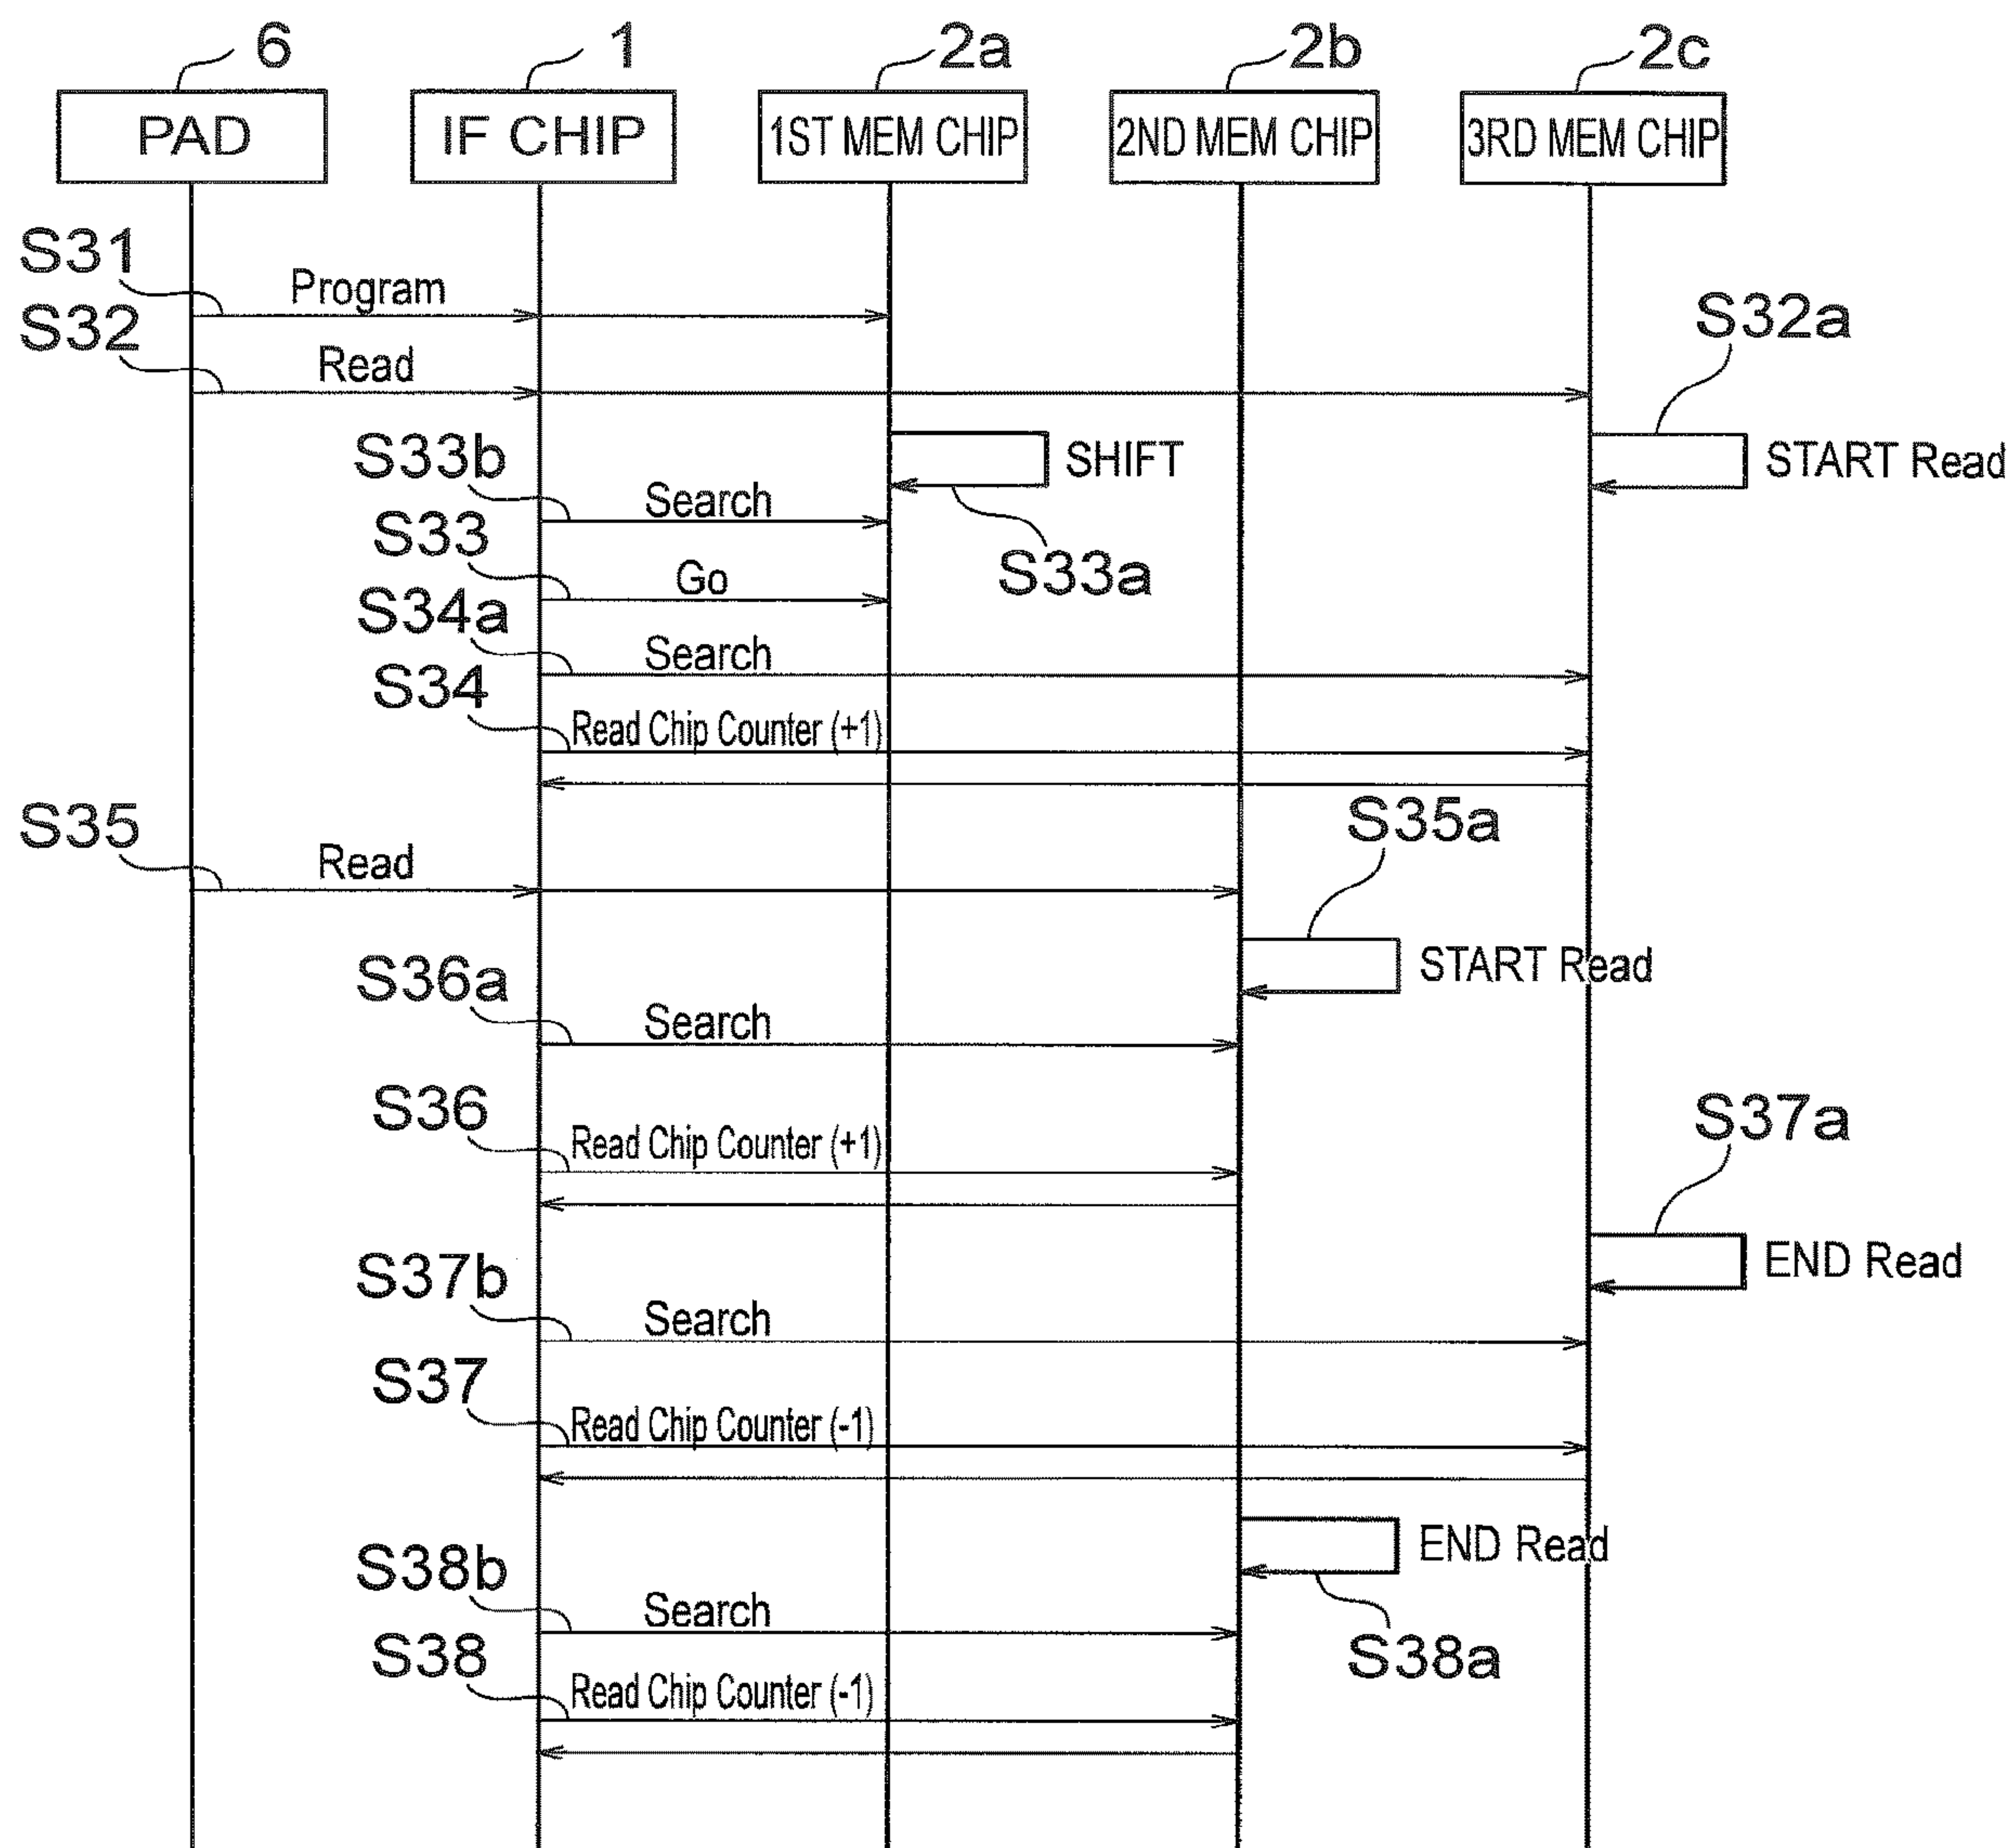 6
1
2a
2b
2c
PAD
IF CHIP
1ST MEM CHIP
2ND MEM CHIP
3RD MEM CHIP
S31
Program
S32
Read
S32a
S33b
SHIFT
START Read
Search
S33
S33a
Go
S34a
Search
S34
Read Chip Counter (+1)
S35
S35a
Read
S36a
START Read
Search
S36
S37a
Read Chip Counter (+1)
S37b
END Read
Search
S37
Read Chip Counter (-1)
S38b
END Read
Search
S38
S38a
Read Chip Counter (-1)